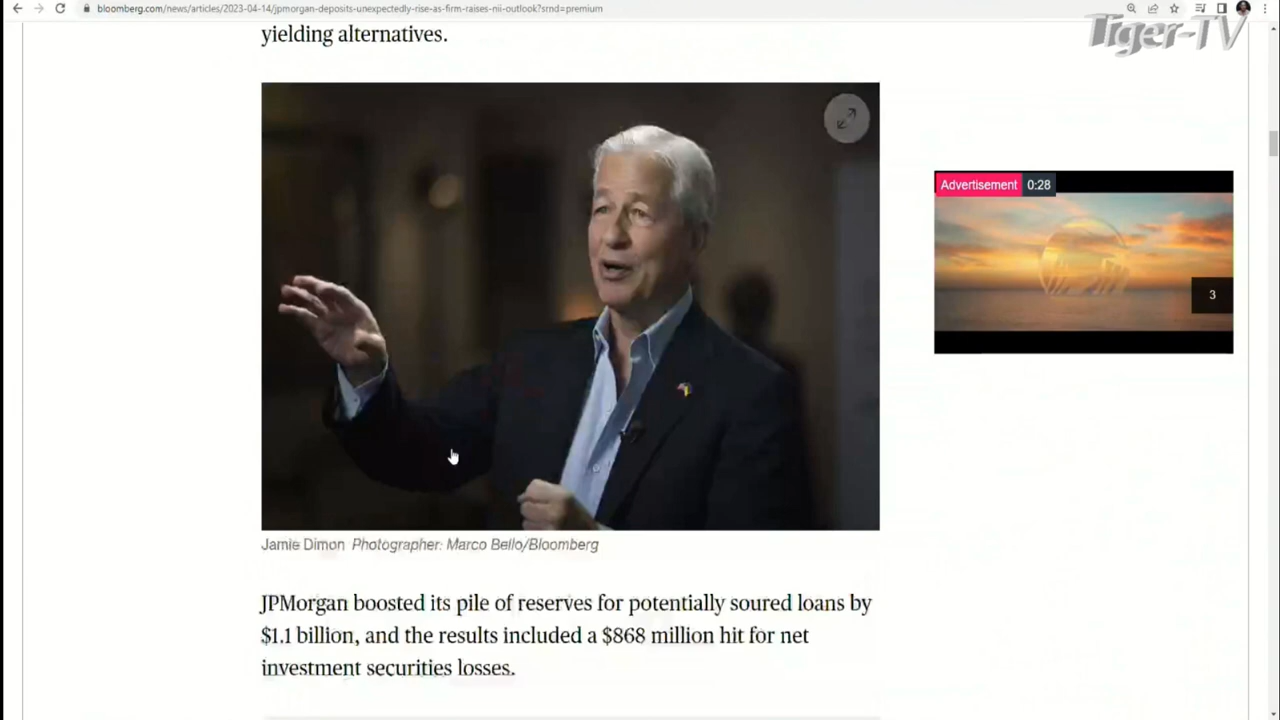 bloomberg.com/news/articles/2023-04-14/jpmorgan-deposits-unexpectedly-rise-as-firm-raises-nii-outlook?srnd=premium
Tiger-TV
yielding alternatives.
Advertisement 0:28
3
Jamie Dimon Photographer: Marco Bello/Bloomberg
JPMorgan boosted its pile of reserves for potentially soured loans by
$1.1 billion, and the results included a $868 million hit for net
investment securities losses.